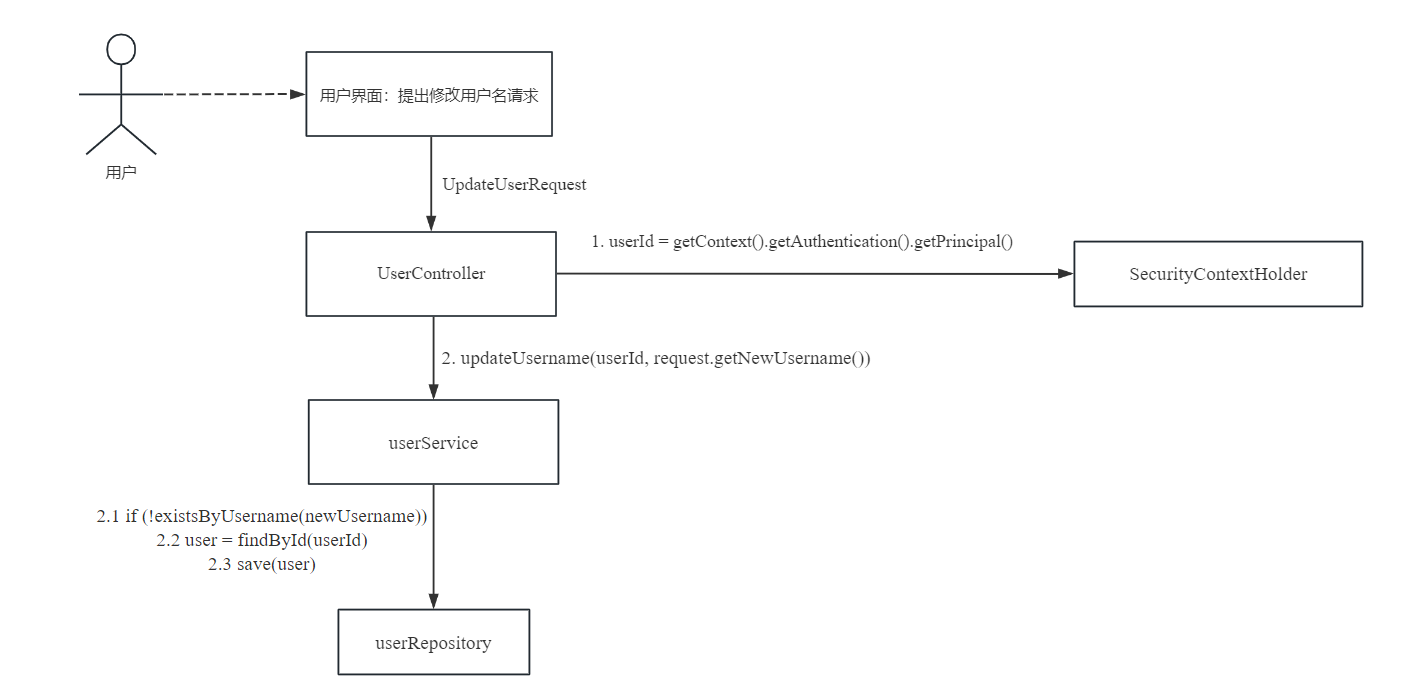 用户界面：提出修改用户名请求
用户
UpdateUserRequest
1. userId = getContext().getAuthentication().getPrincipal()
UserController
SecurityContextHolder
2. updateUsername(userId, request.getNewUsername())
userService
2.1 if (!existsByUsername(newUsername))
2.2 user = findById(userId)
2.3 save(user)
userRepository